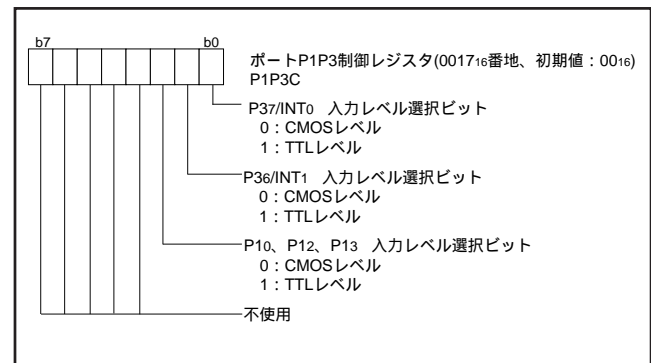 b7 b0
ポートP1P3制御レジスタ(001716番地、初期値：0016)
P1P3C
P37/INT0 入力レベル選択ビット
0：CMOSレベル
1：TTLレベル
P36/INT1 入力レベル選択ビット
0：CMOSレベル
1：TTLレベル
P10、P12、P13 入力レベル選択ビット
0：CMOSレベル
1：TTLレベル
不使用